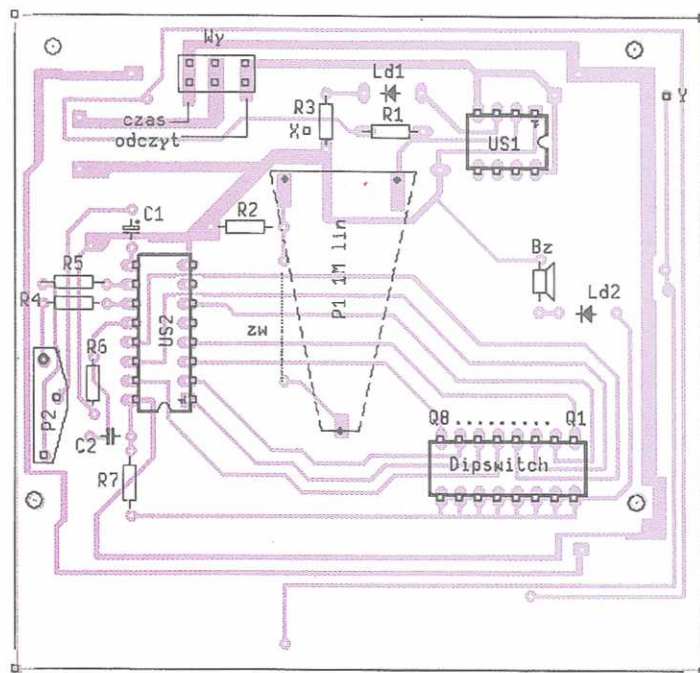 Wy
Ld1
Y
R3
czas
X
R1
odczyt
US1
C1
R2
P1 1M lin
Bz
R5
R4
Ld2
US2
zw
R6
P2
C2
Q8........Q1
Dipswitch
R7